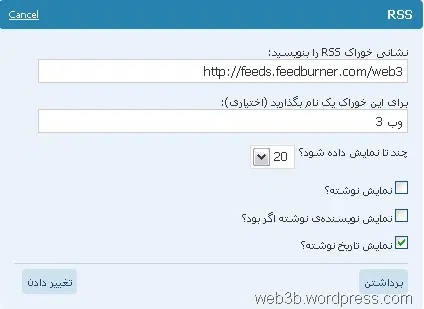 RSS
Cancel
نشانی خوراک RSS را بنویسید:
http://feeds.feedburner.com/web3
برای این خوراک یک نام بگذارید (اختیاری):
وب 3
چند تا نمایش داده شود؟ 20
نمایش نوشته؟
نمایش نویسنده‌ی نوشته اگر بود؟
نمایش تاریخ نوشته؟
برداشتن
تغییر دادن
web3b.wordpress.com